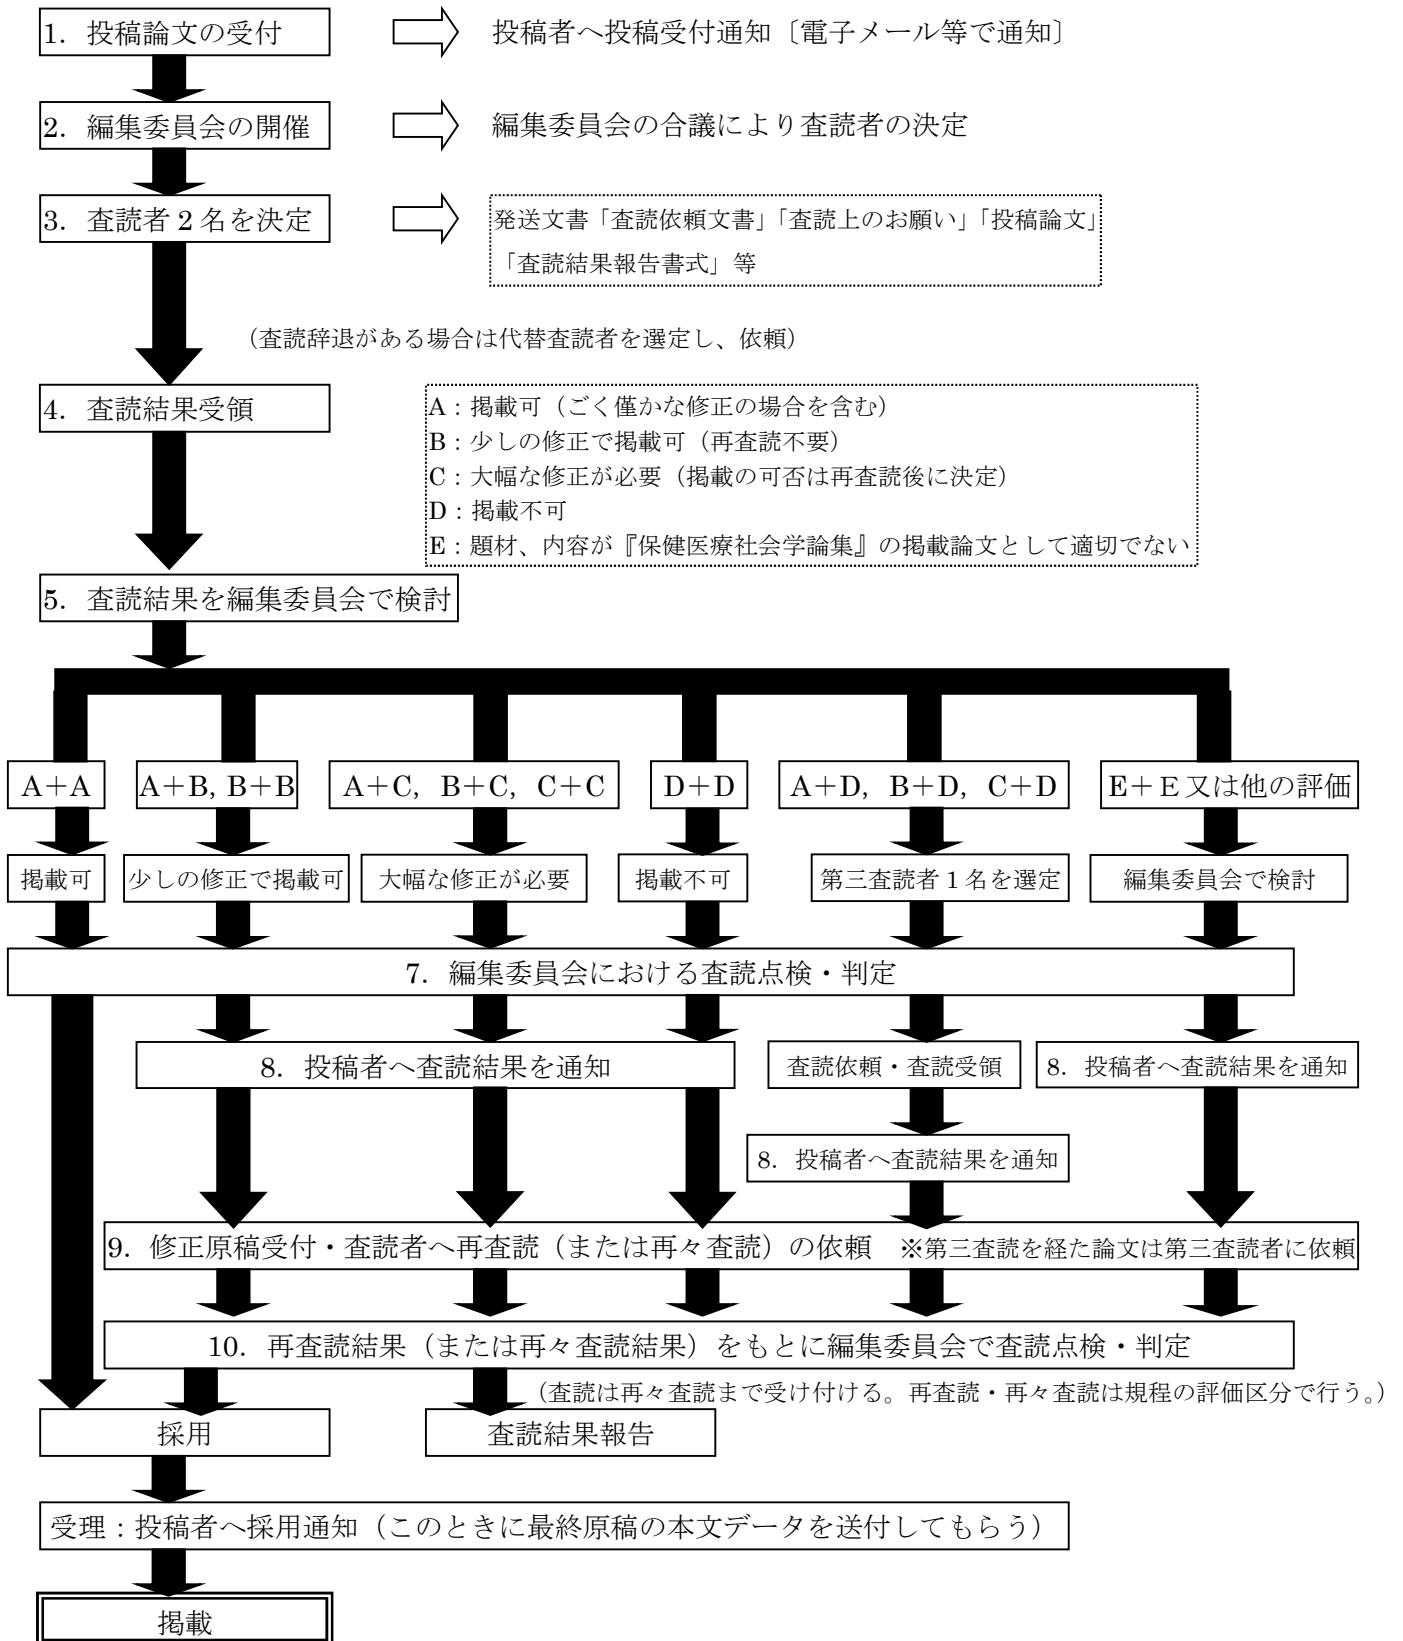 1. 投稿論文の受付
投稿者へ投稿受付通知〔電子メール等で通知〕
2. 編集委員会の開催
編集委員会の合議により査読者の決定
3. 査読者 2 名を決定
発送文書「査読依頼文書」「査読上のお願い」「投稿論文」
「査読結果報告書式」等
（査読辞退がある場合は代替査読者を選定し、依頼）
4. 査読結果受領
A：掲載可（ごく僅かな修正の場合を含む）
B：少しの修正で掲載可（再査読不要）
C：大幅な修正が必要（掲載の可否は再査読後に決定）
D：掲載不可
E：題材、内容が『保健医療社会学論集』の掲載論文として適切でない
5. 査読結果を編集委員会で検討
A＋A
A＋B, B＋B
A＋C, B＋C, C＋C
D＋D
A＋D, B＋D, C＋D
E＋E又は他の評価
掲載可
少しの修正で掲載可
大幅な修正が必要
掲載不可
第三査読者 1 名を選定
編集委員会で検討
7. 編集委員会における査読点検・判定
8. 投稿者へ査読結果を通知
査読依頼・査読受領
8. 投稿者へ査読結果を通知
8. 投稿者へ査読結果を通知
9. 修正原稿受付・査読者へ再査読（または再々査読）の依頼 ※第三査読を経た論文は第三査読者に依頼
10. 再査読結果（または再々査読結果）をもとに編集委員会で査読点検・判定
（査読は再々査読まで受け付ける。再査読・再々査読は規程の評価区分で行う。）
採用
査読結果報告
受理：投稿者へ採用通知（このときに最終原稿の本文データを送付してもらう）
掲載